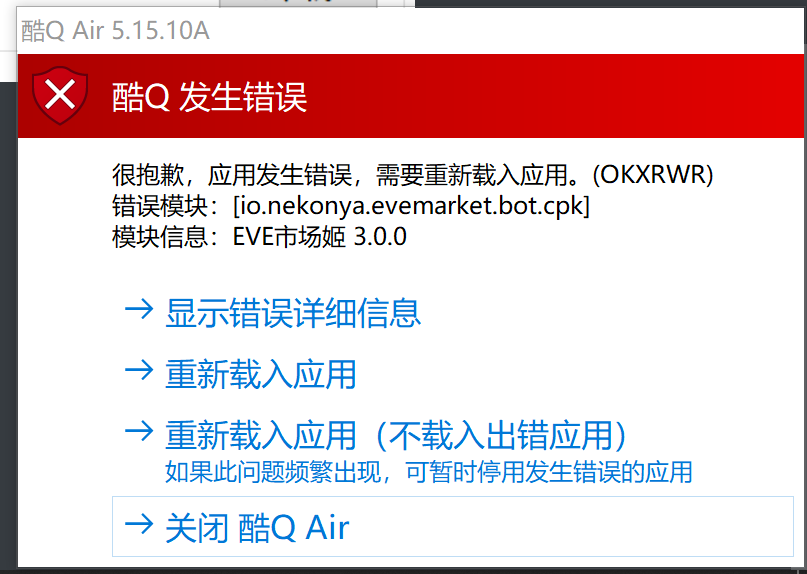 酷Q Air 5.15.10A
酷Q 发生错误
很抱歉，应用发生错误，需要重新载入应用。(OKXRWR)
错误模块：[io.nekonya.evemarket.bot.cpk]
模块信息：EVE市场姬 3.0.0
→ 显示错误详细信息
→ 重新载入应用
→ 重新载入应用（不载入出错应用）
如果此问题频繁出现，可暂时停用发生错误的应用
→ 关闭 酷Q Air